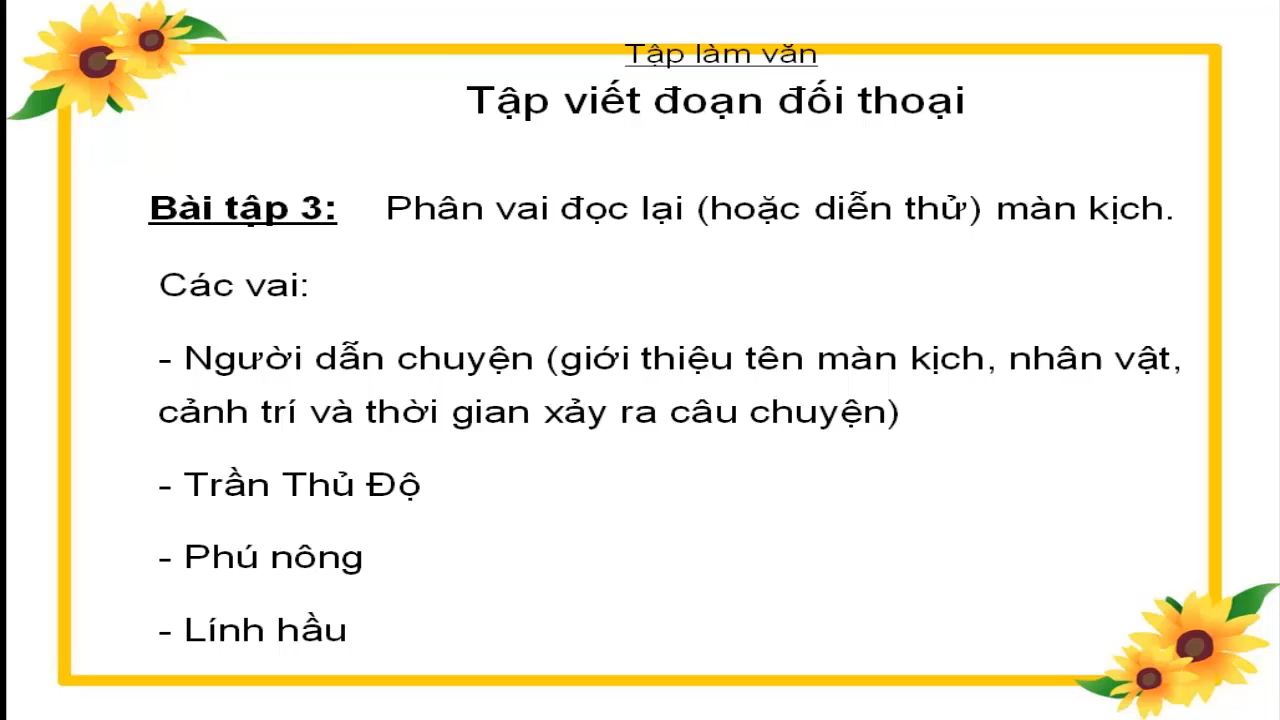 Tập làm văn
Tập viết đoạn đối thoại
Bài tập 3: Phân vai đọc lại (hoặc diễn thử) màn kịch.
Các vai:
- Người dẫn chuyện (giới thiệu tên màn kịch, nhân vật,
cảnh trí và thời gian xảy ra câu chuyện)
- Trần Thủ Độ
- Phú nông
- Lính hầu